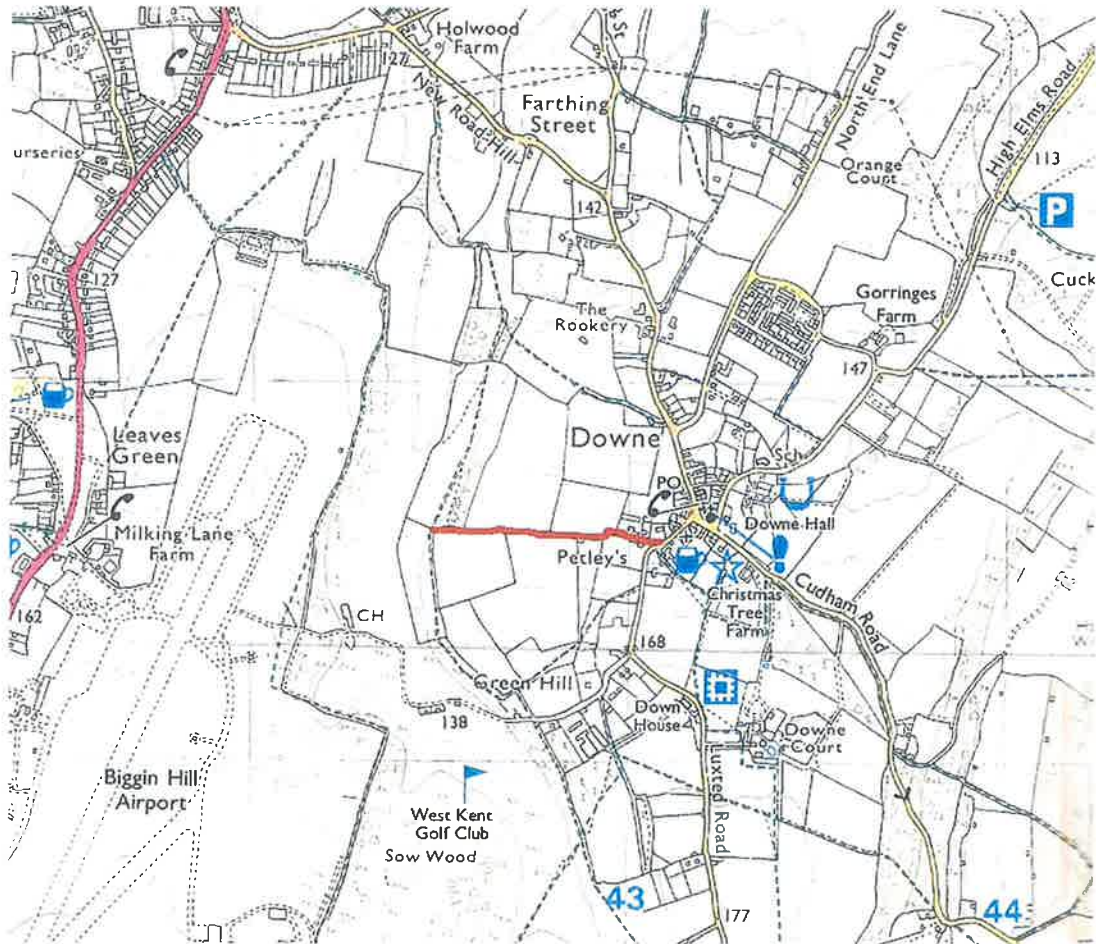 Holwood
Farm
127
New Road Hill
Farthing
Street
North End Lane
High Elms Road
113
P
urseries
Orange
Court
142
127
Cuck
The
Rookery
Gorringes
Farm
147
Leaves
Green
Downe
Sch
PO
Downe Hall
Milking Lane
Farm
Petley's
Christmas
Tree
Farm
Cudham Road
162
CH
168
Green Hill
138
Down
House
Downe
Court
Biggin Hill
Airport
Luxted Road
West Kent
Golf Club
Sow Wood
43
44
177